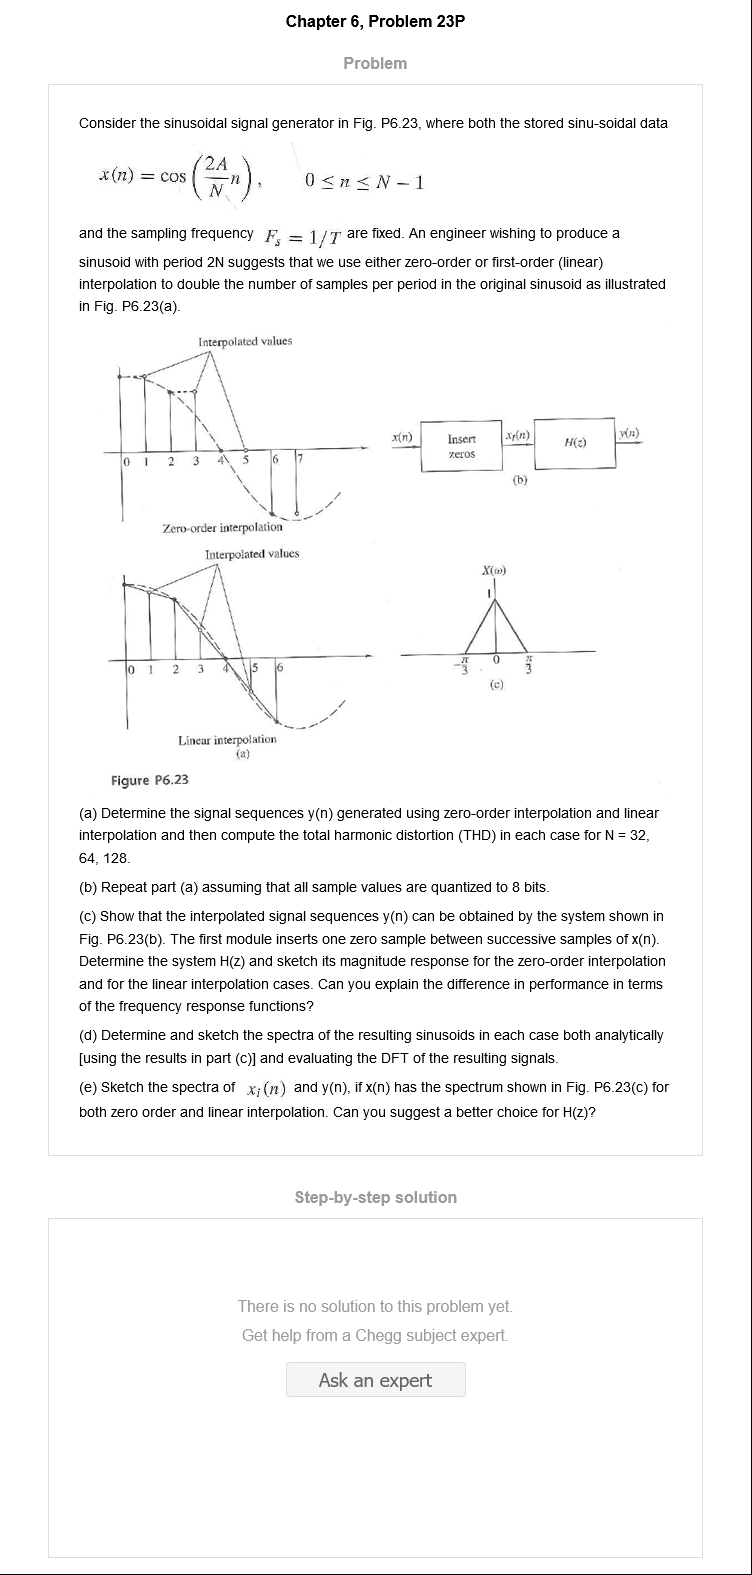 Chapter 6, Problem 23P
Problem
Consider the sinusoidal signal generator in Fig. P6.23, where both the stored sinu-soidal data
x(n) = cos(2A/N n), 0 ≤ n ≤ N − 1
and the sampling frequency F_s = 1/T are fixed. An engineer wishing to produce a
sinusoid with period 2N suggests that we use either zero-order or first-order (linear)
interpolation to double the number of samples per period in the original sinusoid as illustrated
in Fig. P6.23(a).
Interpolated values
0 1 2 3 4 5 6 7
Zero-order interpolation
x(n) Insert zeros x_I(n) H(z) y(n)
(b)
Interpolated values
0 1 2 3 4 5 6
Linear interpolation
(a)
X(ω)
1
−π/3 0 π/3
(c)
Figure P6.23
(a) Determine the signal sequences y(n) generated using zero-order interpolation and linear
interpolation and then compute the total harmonic distortion (THD) in each case for N = 32,
64, 128.
(b) Repeat part (a) assuming that all sample values are quantized to 8 bits.
(c) Show that the interpolated signal sequences y(n) can be obtained by the system shown in
Fig. P6.23(b). The first module inserts one zero sample between successive samples of x(n).
Determine the system H(z) and sketch its magnitude response for the zero-order interpolation
and for the linear interpolation cases. Can you explain the difference in performance in terms
of the frequency response functions?
(d) Determine and sketch the spectra of the resulting sinusoids in each case both analytically
[using the results in part (c)] and evaluating the DFT of the resulting signals.
(e) Sketch the spectra of x_i(n) and y(n), if x(n) has the spectrum shown in Fig. P6.23(c) for
both zero order and linear interpolation. Can you suggest a better choice for H(z)?
Step-by-step solution
There is no solution to this problem yet.
Get help from a Chegg subject expert.
Ask an expert